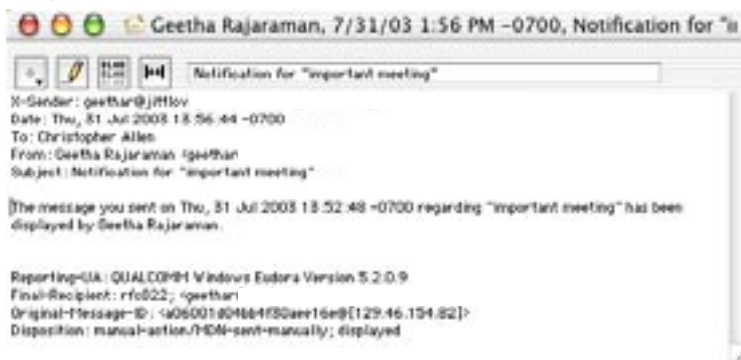 Geetha Rajaraman, 7/31/03 1:56 PM -0700, Notification for "i
Notification for "important meeting"
X-Sender: geethar@jittlov
Date: Thu, 31 Jul 2003 13:56:44 -0700
To: Christopher Allen
From: Geetha Rajaraman <geethar
Subject: Notification for "important meeting"
The message you sent on Thu, 31 Jul 2003 13:52:48 -0700 regarding "important meeting" has been
displayed by Geetha Rajaraman.
Reporting-UA: QUALCOMM Windows Eudora Version 5.2.0.9
Final-Recipient: rfc822; <geethar
Original-Message-ID: [129.46.154.82]>
Disposition: manual-action/MDN-sent-manually; displayed